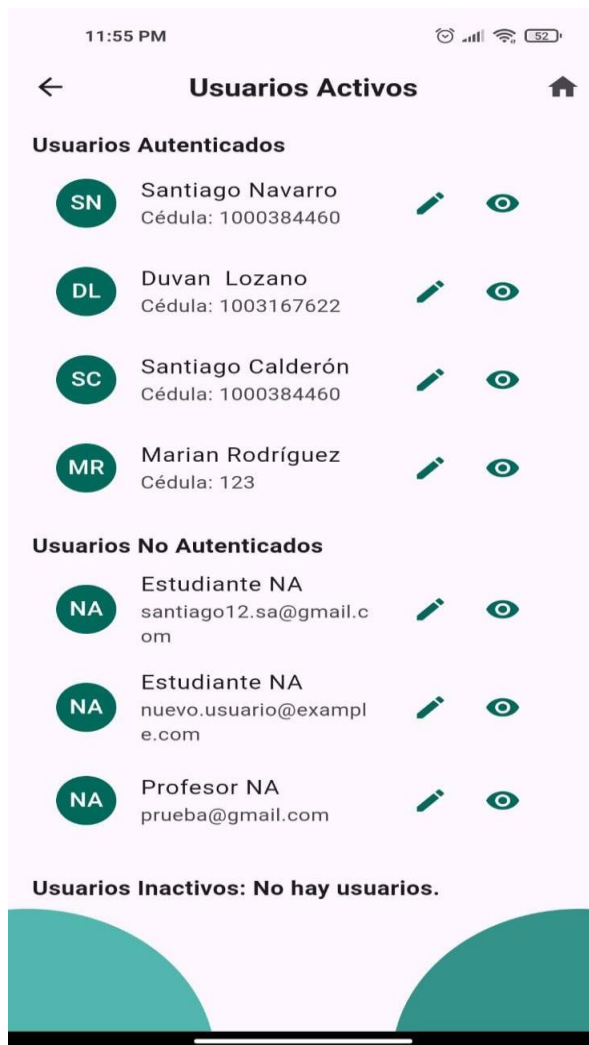 11:55 PM
52
Usuarios Activos
Usuarios Autenticados
SN
Santiago Navarro
Cédula: 1000384460
DL
Duvan  Lozano
Cédula: 1003167622
SC
Santiago Calderón
Cédula: 1000384460
MR
Marian Rodríguez
Cédula: 123
Usuarios No Autenticados
NA
Estudiante NA
santiago12.sa@gmail.c
om
NA
Estudiante NA
nuevo.usuario@exampl
e.com
NA
Profesor NA
prueba@gmail.com
Usuarios Inactivos: No hay usuarios.